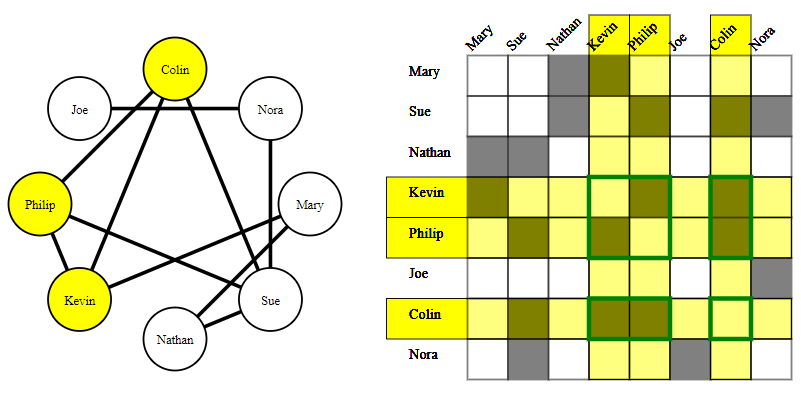 Colin
Joe
Nora
Philip
Mary
Kevin
Sue
Nathan
Mary Sue Nathan Kevin Philip Joe Colin Nora
Mary
Sue
Nathan
Kevin
Philip
Joe
Colin
Nora